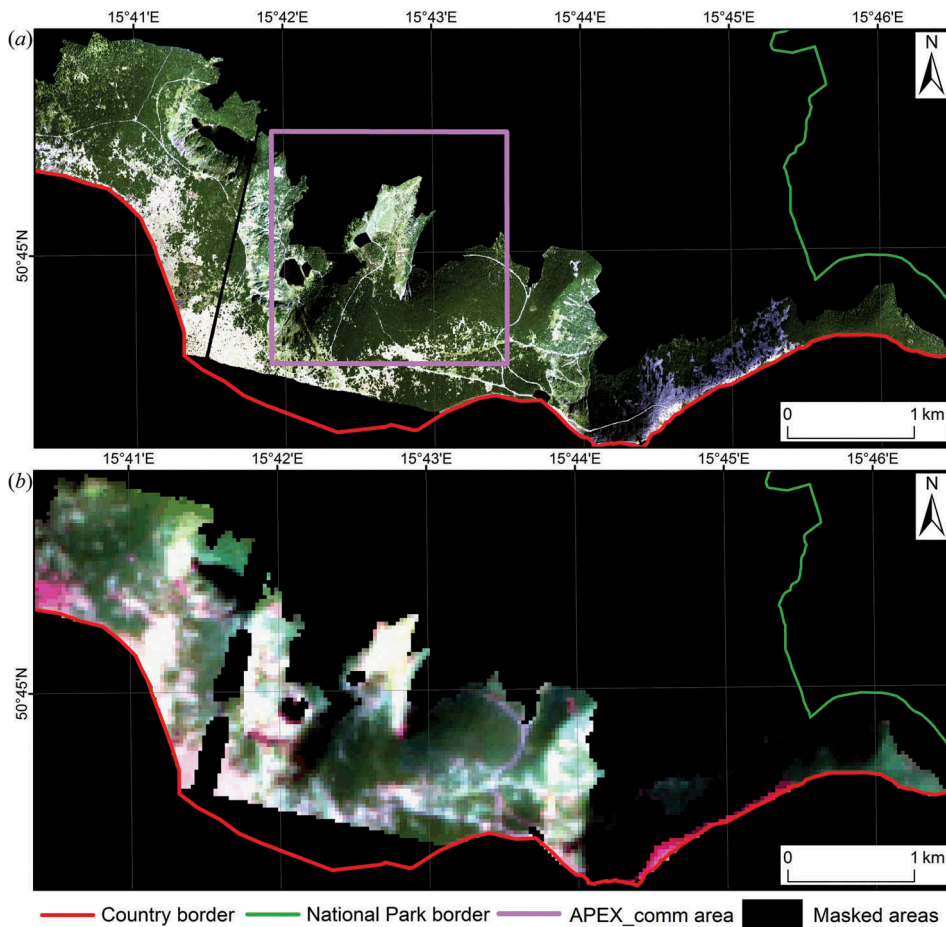 15°41'E 15°42'E 15°43'E 15°44'E 15°45'E 15°46'E
(a)
N
50°45'N
0 1 km
15°41'E 15°42'E 15°43'E 15°44'E 15°45'E 15°46'E
(b)
N
50°45'N
0 1 km
Country border National Park border APEX_comm area Masked areas